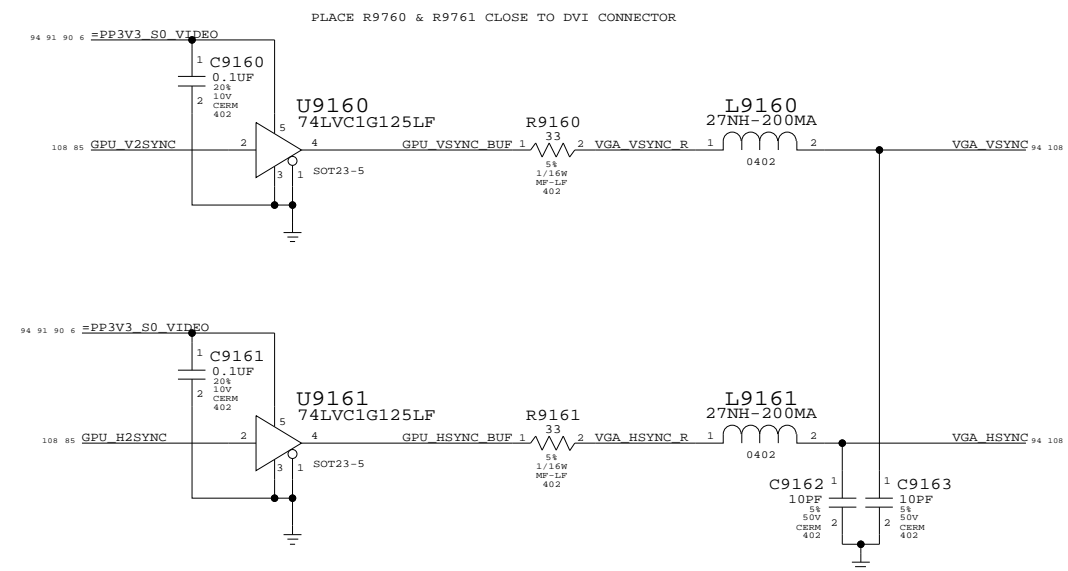 PLACE R9760 & R9761 CLOSE TO DVI CONNECTOR
94 91 90 6 =PP3V3_S0_VIDEO
1 C9160
0.1UF
20%
10V
CERM
402
2
U9160
74LVC1G125LF
5
R9160
33
L9160
27NH-200MA
108 85 GPU_V2SYNC 2 4 GPU_VSYNC_BUF 1 2 VGA_VSYNC_R 1 2 VGA_VSYNC 94 108
3 1 SOT23-5
5%
1/16W
MF-LF
402
0402
94 91 90 6 =PP3V3_S0_VIDEO
1 C9161
0.1UF
20%
10V
CERM
402
2
U9161
74LVC1G125LF
5
R9161
33
L9161
27NH-200MA
108 85 GPU_H2SYNC 2 4 GPU_HSYNC_BUF 1 2 VGA_HSYNC_R 1 2 VGA_HSYNC 94 108
3 1 SOT23-5
5%
1/16W
MF-LF
402
0402
C9162 1
10PF
5%
50V
CERM
402
2
1 C9163
10PF
5%
50V
CERM
402
2